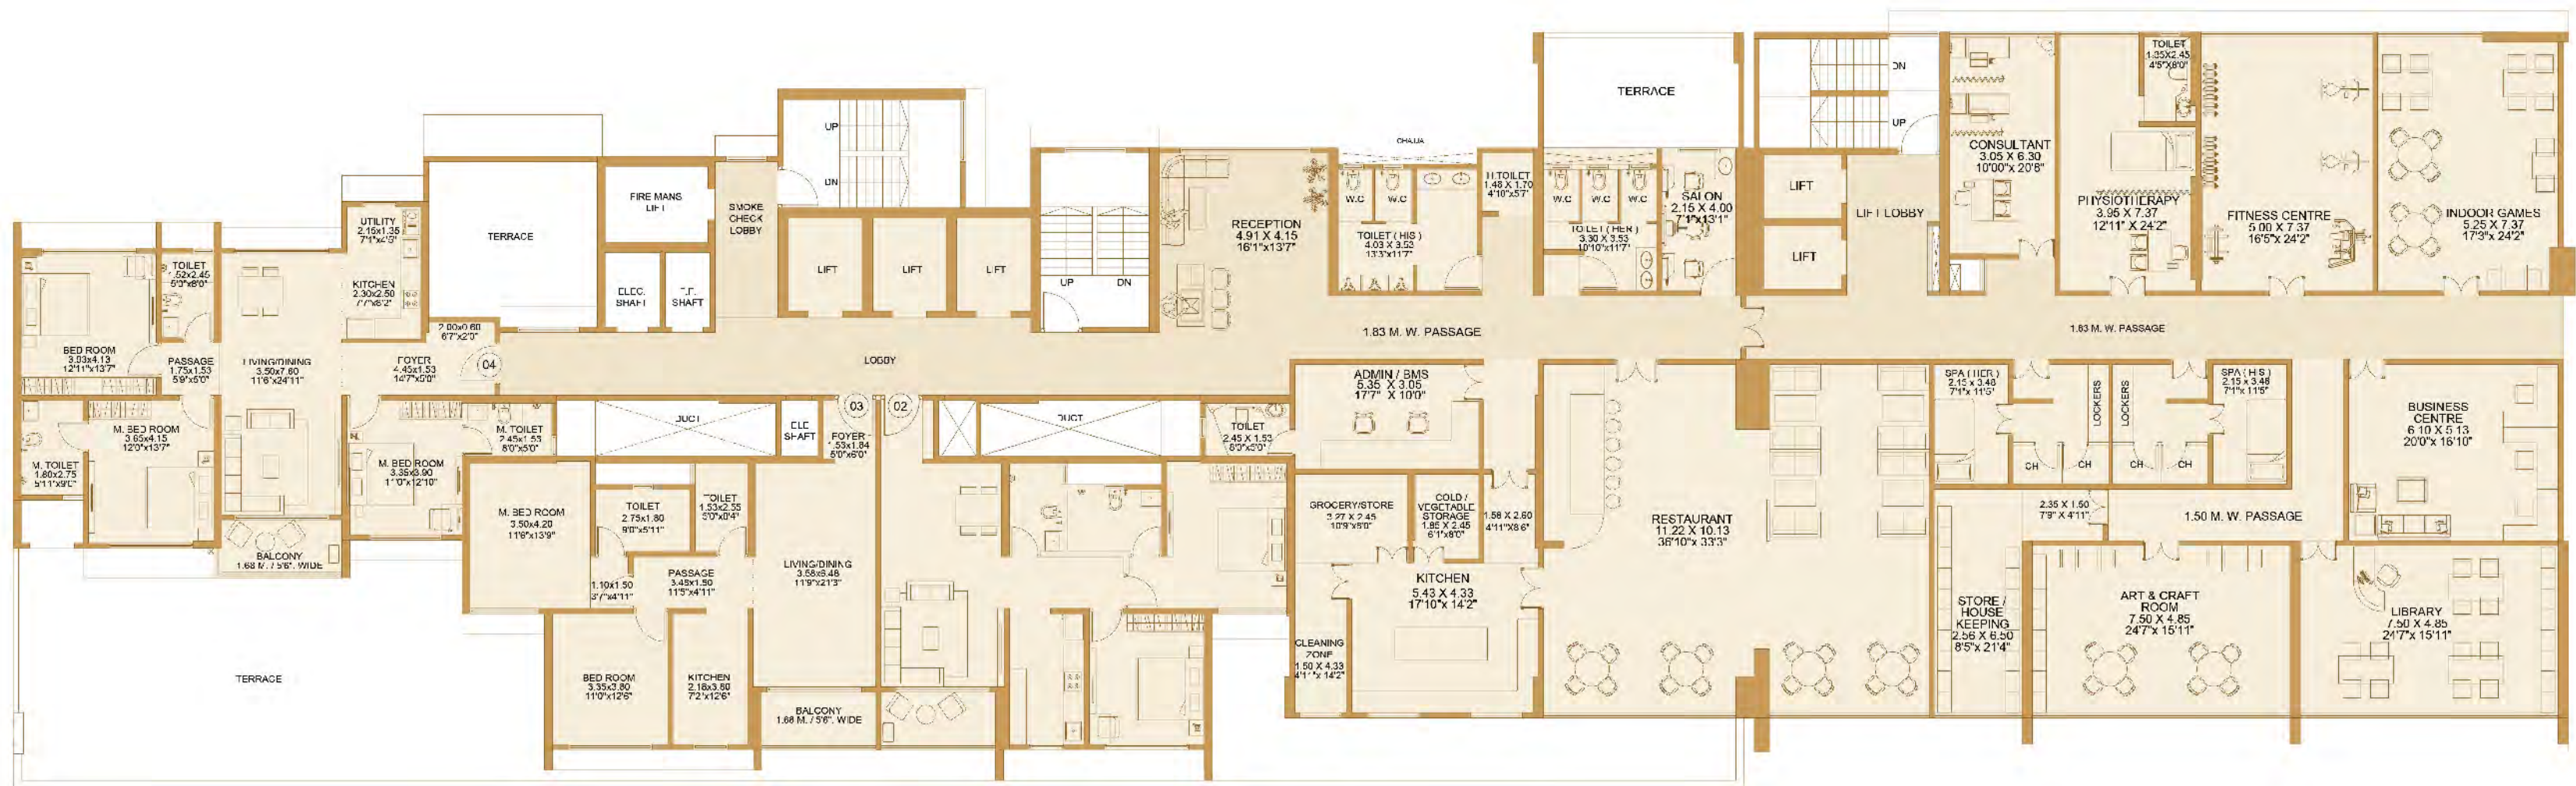 TERRACE
DN
UP
TOILET
1.35X2.45
4'5"X8'0"
CONSULTANT
3.05 X 6.30
10'00"x 20'8"
PHYSIOTHERAPY
3.95 X 7.37
12'11" X 24'2"
FITNESS CENTRE
5.00 X 7.37
16'5"x 24'2"
INDOOR GAMES
5.25 X 7.37
17'3"x 24'2"
UP
DN
CHAJJA
FIRE MANS
LIFT
SMOKE
CHECK
LOBBY
TERRACE
ELEC.
SHAFT
SHAFT
LIFT
LIFT
LIFT
UP
DN
RECEPTION
4.91 X 4.15
16'1"x13'7"
W.C
W.C
TOILET ( HIS )
4.03 X 3.53
13'3"x11'7"
H.TOILET
1.48 X 1.70
4'10"x5'7"
W.C
W.C
W.C
TOILET ( HER )
3.30 X 3.53
10'10"x11'7"
SALON
2.15 X 4.00
7'1"x13'1"
LIFT
LIFT
LIFT LOBBY
UTILITY
2.15x1.35
7'1"x4'5"
KITCHEN
2.30x2.50
7'7"x8'2"
TOILET
1.52x2.45
5'0"x8'0"
BED ROOM
3.93x4.13
12'11"x13'7"
PASSAGE
1.75x1.53
5'9"x5'0"
LIVING/DINING
3.50x7.60
11'6"x24'11"
2.00x0.60
6'7"x2'0"
FOYER
4.45x1.53
14'7"x5'0"
04
LOBBY
1.83 M. W. PASSAGE
1.83 M. W. PASSAGE
M. BED ROOM
3.65x4.15
12'0"x13'7"
M. TOILET
1.80x2.75
5'11"x9'0"
M. BED ROOM
3.35x3.90
11'0"x12'10"
M. TOILET
2.45x1.53
8'0"x5'0"
BALCONY
1.68 M. / 5'6". WIDE
DUCT
ELE
SHAFT
03
FOYER
1.53x1.84
5'0"x6'0"
02
DUCT
TOILET
2.45 X 1.53
8'0"x5'0"
ADMIN / BMS
5.35 X 3.05
17'7" X 10'0"
M. BED ROOM
3.50x4.20
11'6"x13'9"
TOILET
2.75x1.80
9'0"x5'11"
TOILET
1.53x2.55
LIVING/DINING
3.58x6.48
11'9"x21'3"
1.10x1.50
3'7"x4'11"
PASSAGE
3.48x1.50
11'5"x4'11"
BED ROOM
3.35x3.80
11'0"x12'6"
KITCHEN
2.18x3.80
7'2"x12'6"
BALCONY
1.68 M. / 5'6". WIDE
TERRACE
GROCERY/STORE
3.27 X 2.45
10'9"x8'0"
COLD /
VEGETABLE
STORAGE
1.85 X 2.45
6'1"x8'0"
1.58 X 2.60
4'11"X8'6"
KITCHEN
5.43 X 4.33
17'10"x 14'2"
CLEANING
ZONE
1.50 X 4.33
4'11"x 14'2"
RESTAURANT
11.22 X 10.13
36'10"x 33'3"
SPA ( HER )
2.15 x 3.48
7'1"x 11'5"
LOCKERS
LOCKERS
SPA ( HIS )
2.15 x 3.48
7'1"x 11'5"
CH
CH
CH
CH
BUSINESS
CENTRE
6.10 X 5.13
20'0"x 16'10"
2.35 X 1.50
7'9" X 4'11"
1.50 M. W. PASSAGE
STORE /
HOUSE
KEEPING
2.56 X 6.50
8'5"x 21'4"
ART & CRAFT
ROOM
7.50 X 4.85
24'7"x 15'11"
LIBRARY
7.50 X 4.85
24'7"x 15'11"